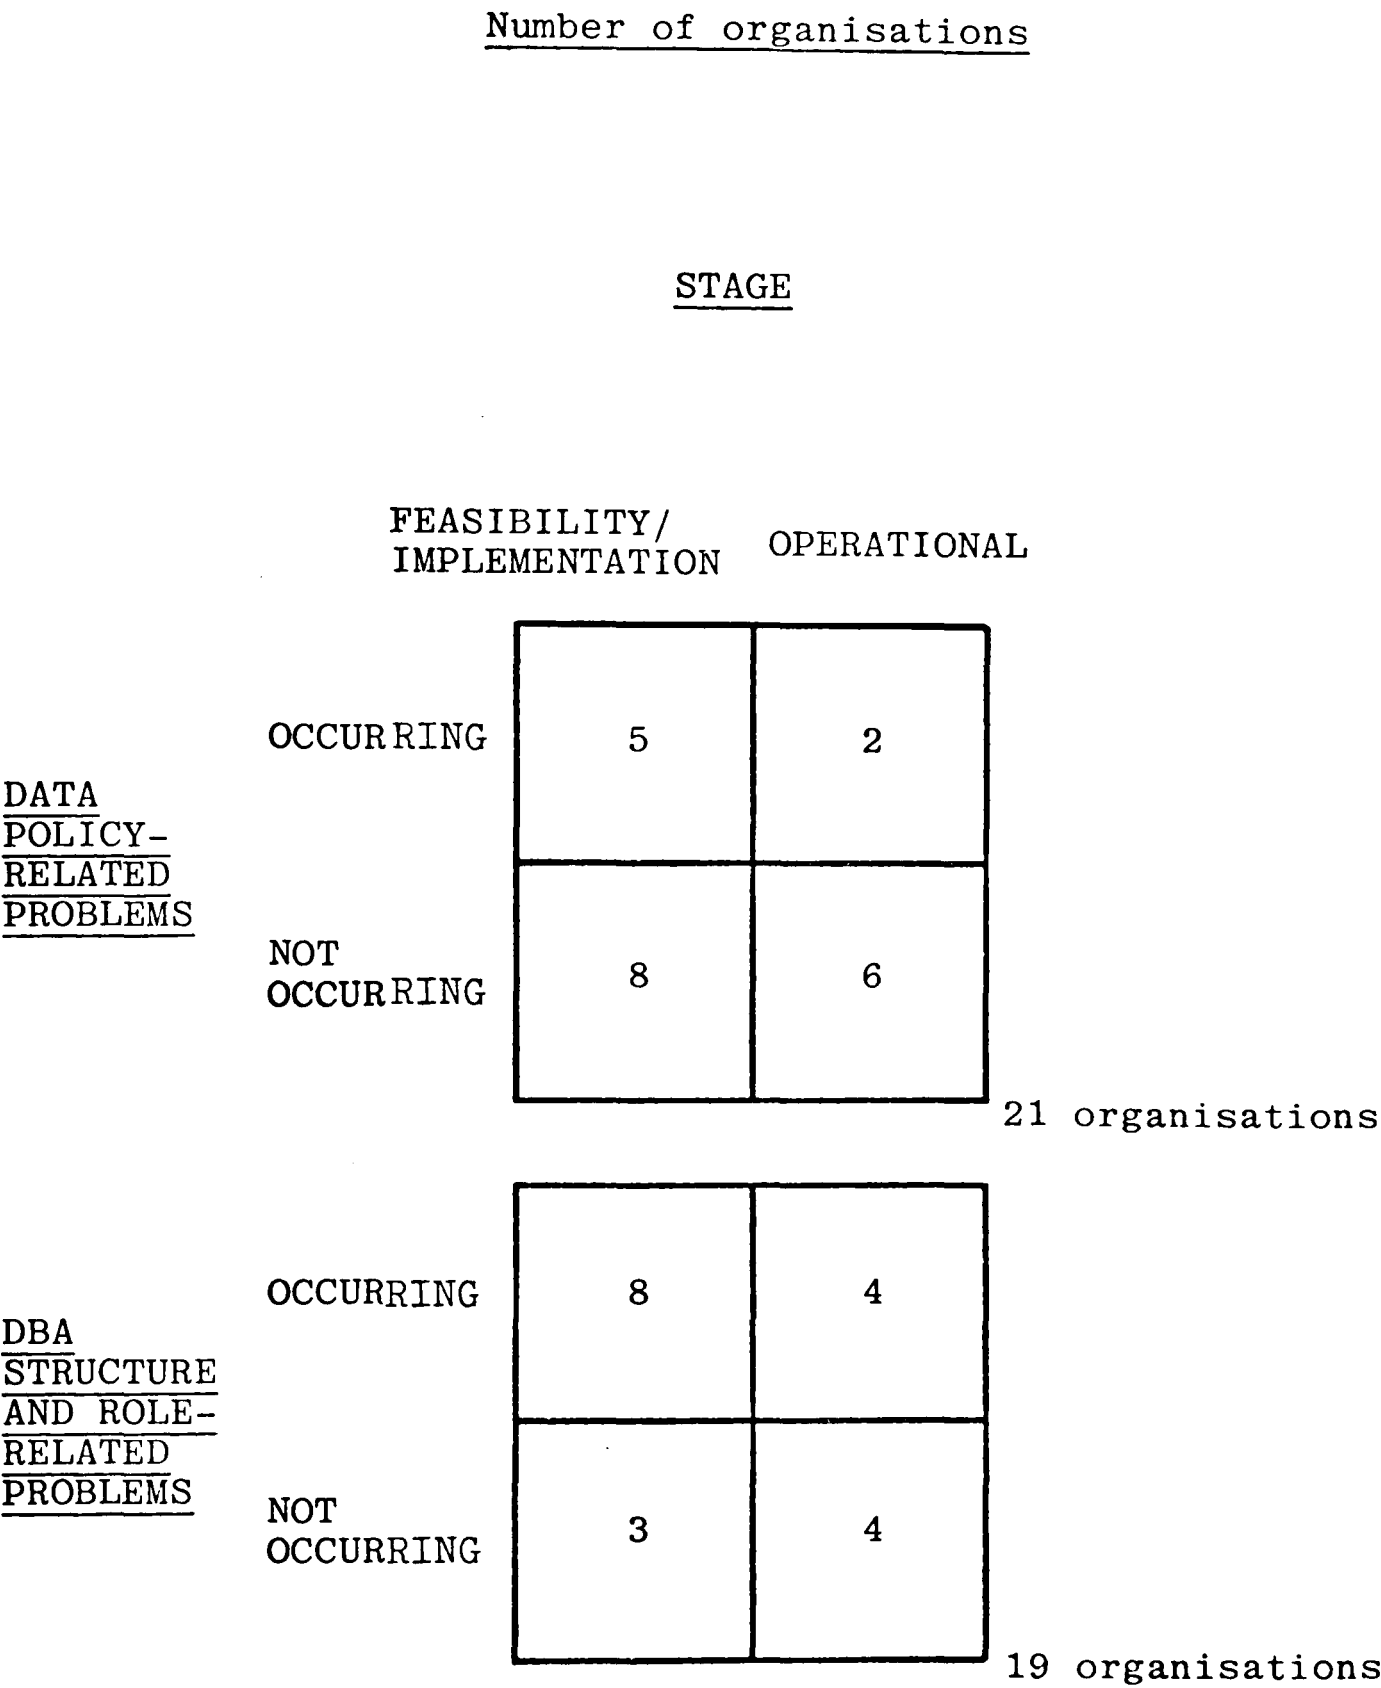 Number of organisations
STAGE
FEASIBILITY/
IMPLEMENTATION
OPERATIONAL
DATA
POLICY-
RELATED
PROBLEMS
OCCURRING
5
2
NOT
OCCURRING
8
6
21 organisations
DBA
STRUCTURE
AND ROLE-
RELATED
PROBLEMS
OCCURRING
8
4
NOT
OCCURRING
3
4
19 organisations